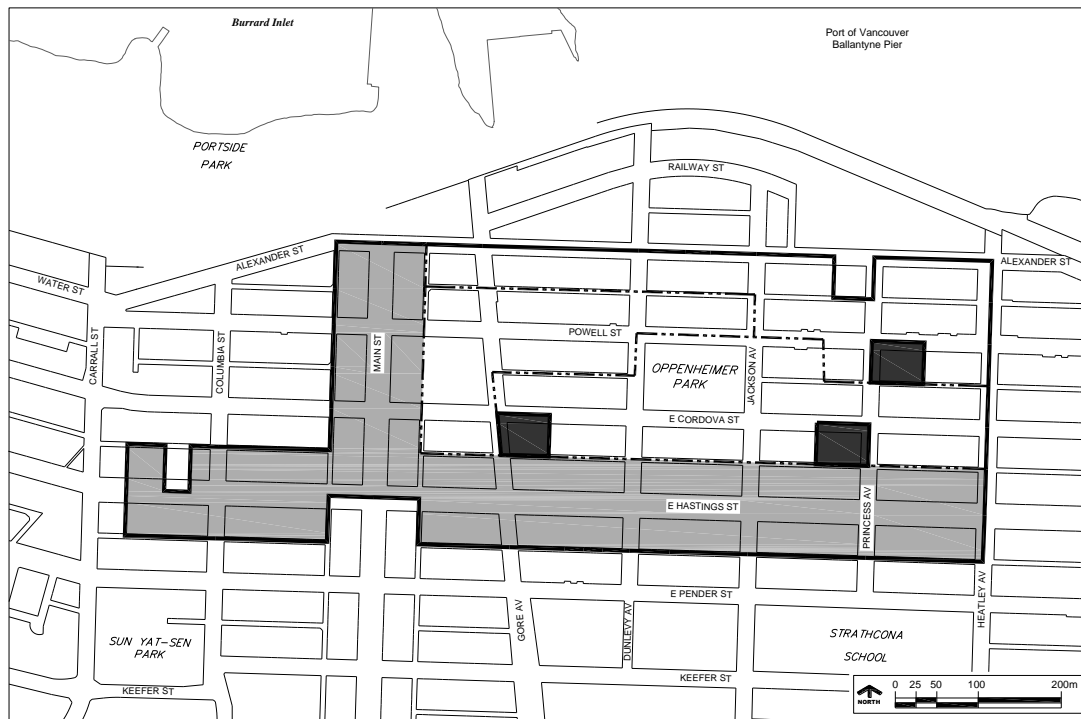 Burrard Inlet
Port of Vancouver
Ballantyne Pier
PORTSIDE
PARK
RAILWAY ST
ALEXANDER ST
ALEXANDER ST
WATER ST
CARRALL ST
COLUMBIA ST
MAIN ST
POWELL ST
JACKSON AV
OPPENHEIMER
PARK
E CORDOVA ST
E HASTINGS ST
PRINCESS AV
HEATLEY AV
E PENDER ST
GORE AV
DUNLEVY AV
SUN YAT-SEN
PARK
STRATHCONA
SCHOOL
KEEFER ST
KEEFER ST
NORTH
0 25 50 100 200m